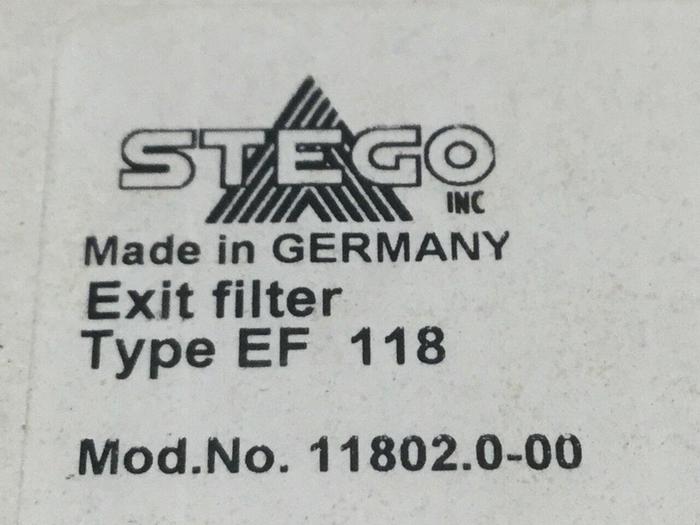 STEGO
INC
Made in GERMANY
Exit filter
Type EF 118
Mod.No. 11802.0-00